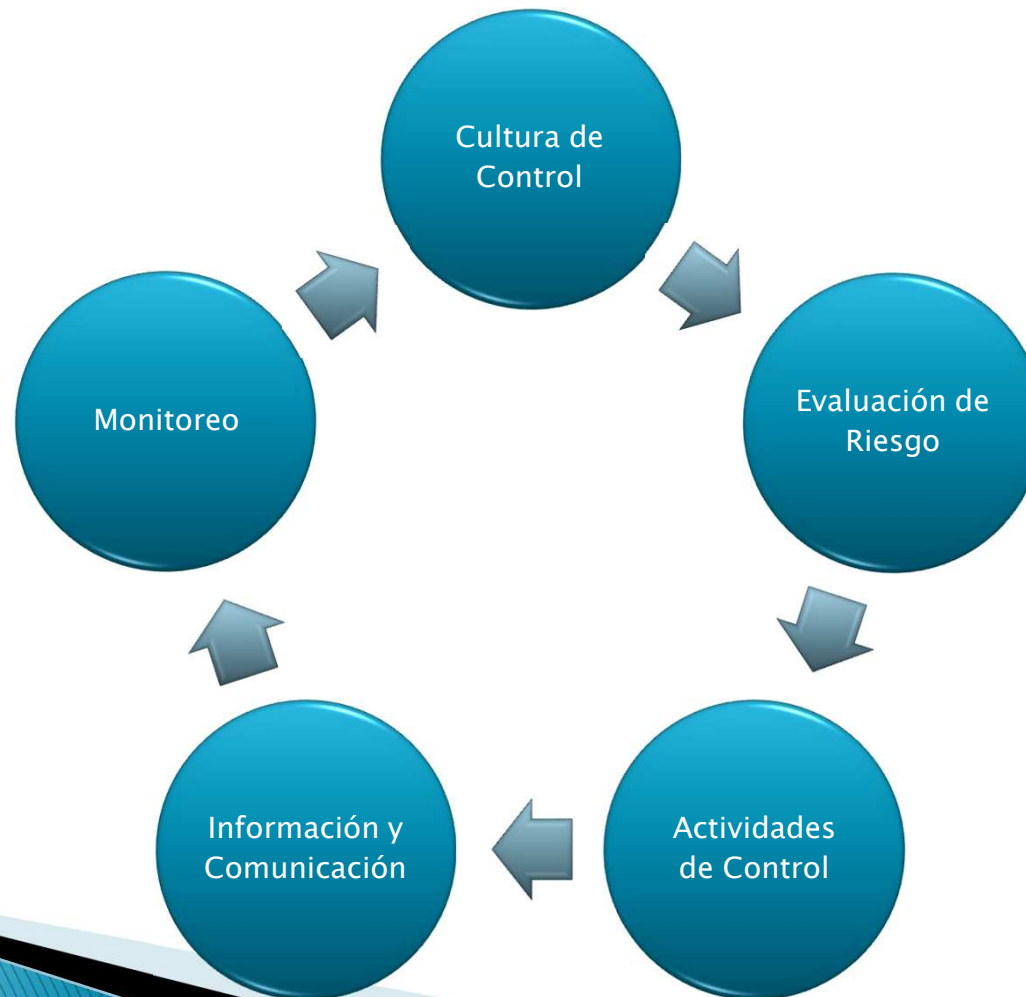 Cultura de
Control
Evaluación de
Riesgo
Actividades
de Control
Información y
Comunicación
Monitoreo